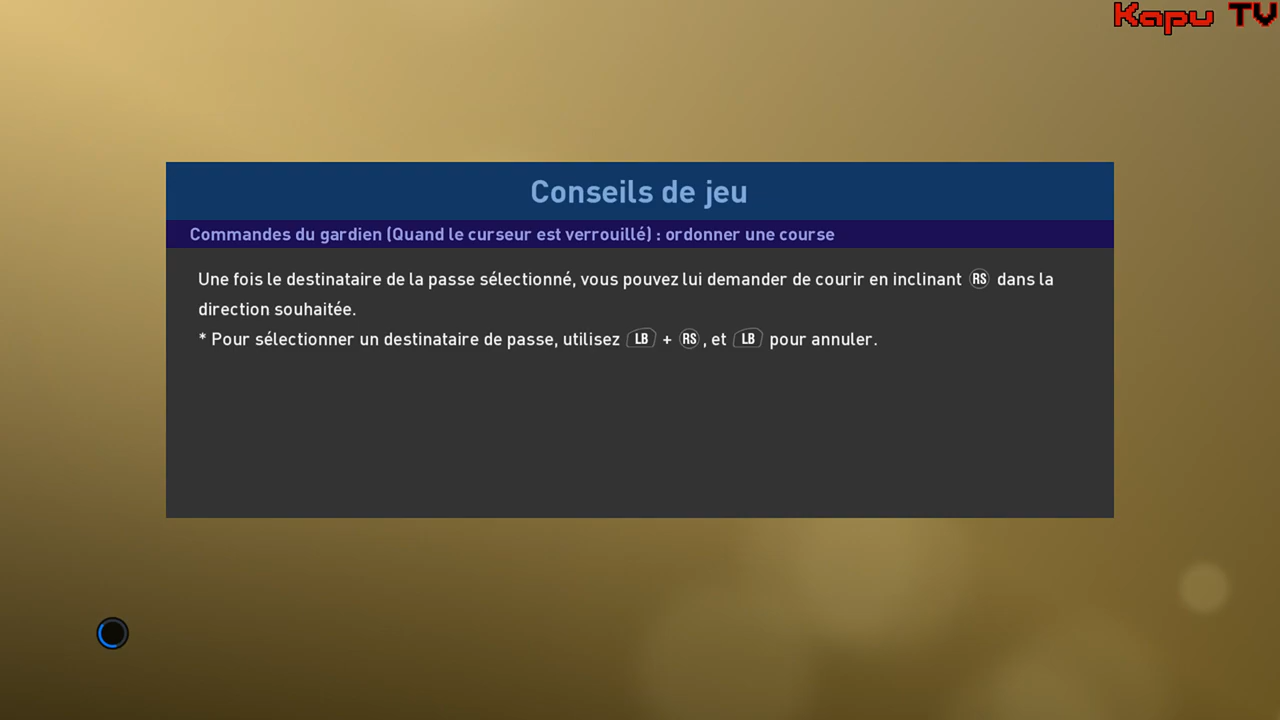 Kapu TV
Conseils de jeu
Commandes du gardien (Quand le curseur est verrouillé) : ordonner une course
Une fois le destinataire de la passe sélectionné, vous pouvez lui demander de courir en inclinant RS dans la
direction souhaitée.
* Pour sélectionner un destinataire de passe, utilisez LB + RS, et LB pour annuler.